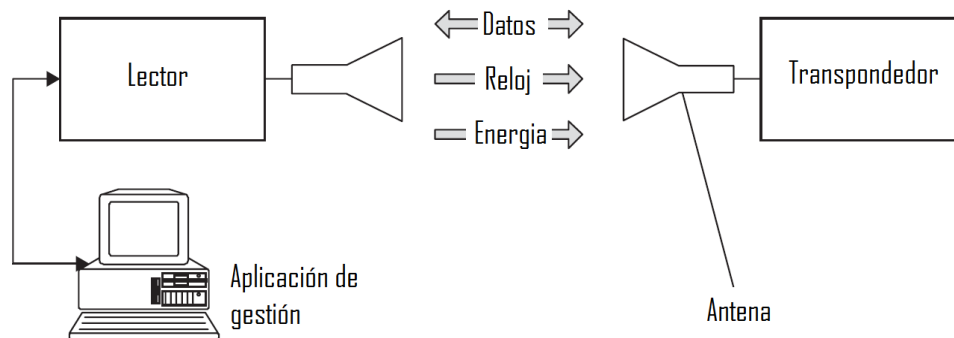 Lector
Datos
Reloj
Energia
Transpondedor
Aplicación de
gestión
Antena